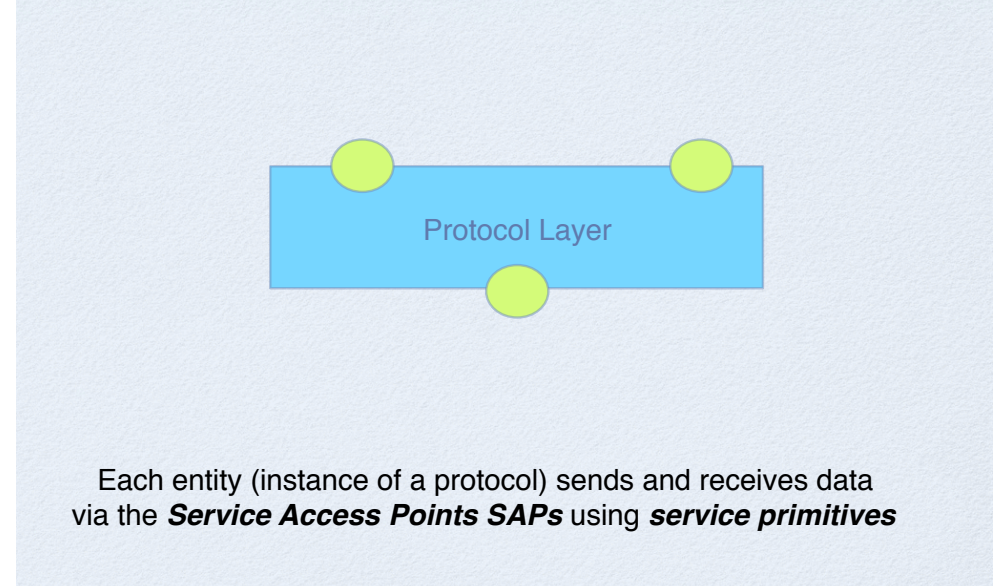 Protocol Layer
Each entity (instance of a protocol) sends and receives data
via the Service Access Points SAPs using service primitives